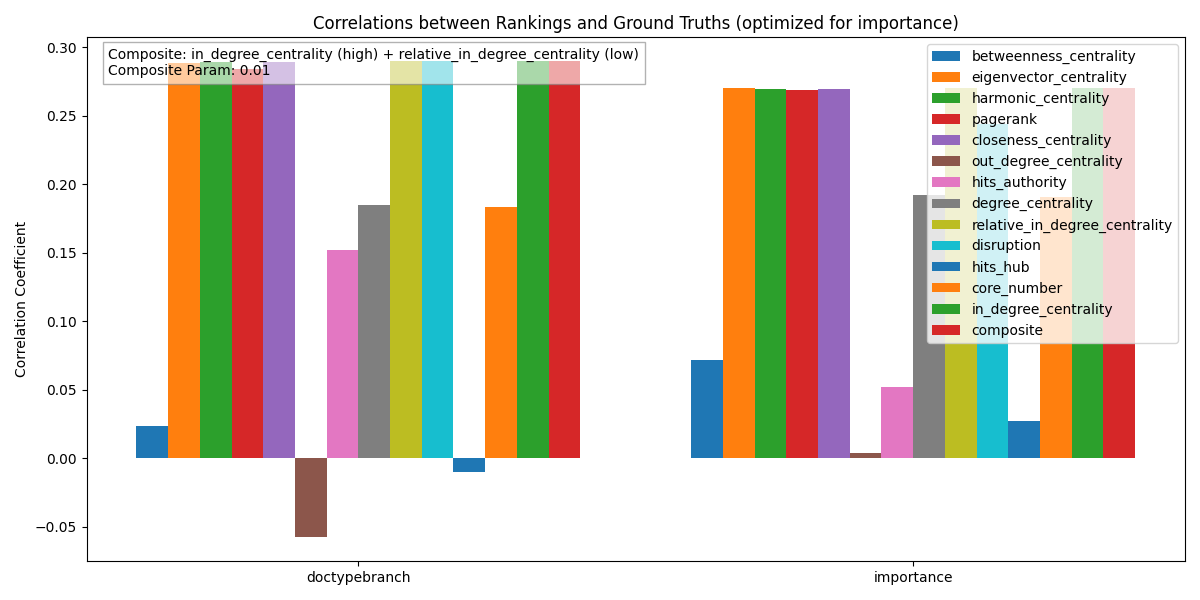 Correlations between Rankings and Ground Truths (optimized for importance)
Composite: in_degree_centrality (high) + relative_in_degree_centrality (low)
Composite Param: 0.01
betweenness_centrality
eigenvector_centrality
harmonic_centrality
pagerank
closeness_centrality
out_degree_centrality
hits_authority
degree_centrality
relative_in_degree_centrality
disruption
hits_hub
core_number
in_degree_centrality
composite
Correlation Coefficient
0.30
0.25
0.20
0.15
0.10
0.05
0.00
−0.05
doctypebranch
importance